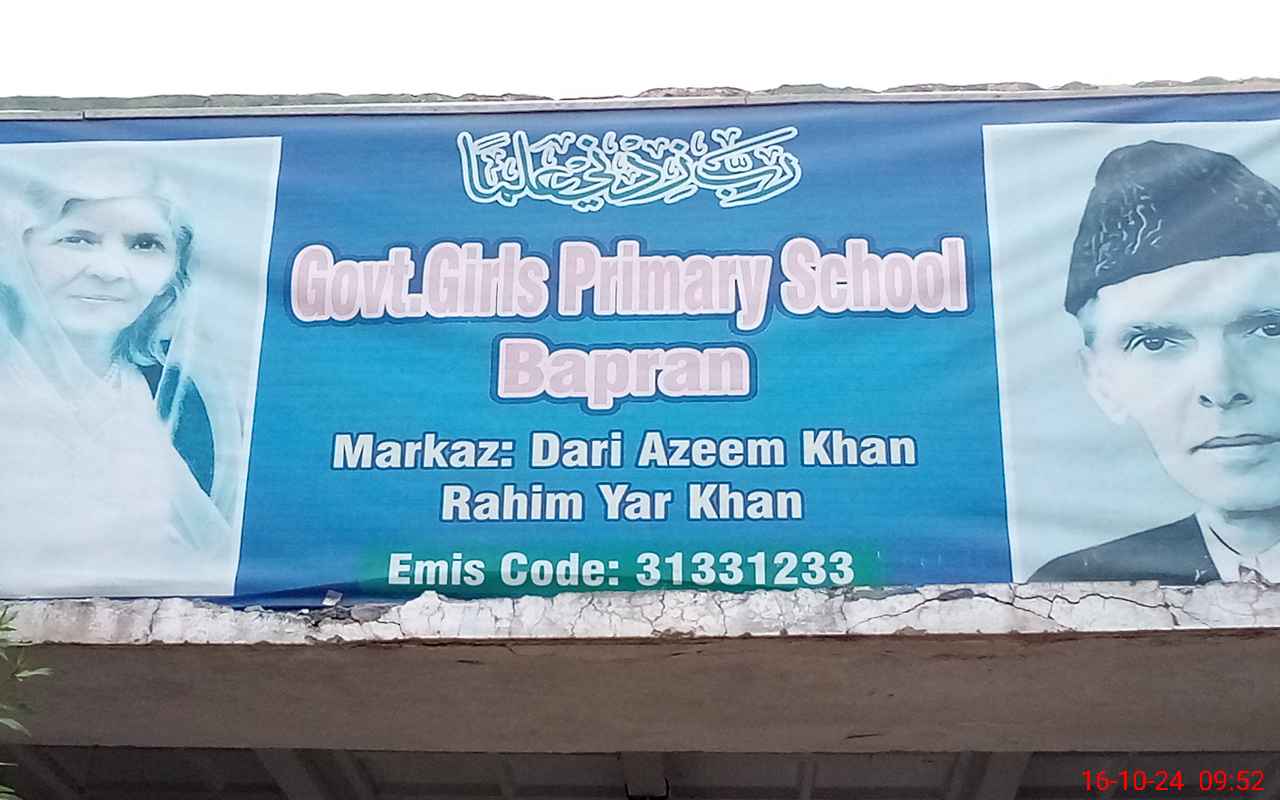 رَبِّ زِدْنِي عِلْمًا
Govt.Girls Primary School
Bapran
Markaz: Dari Azeem Khan
Rahim Yar Khan
Emis Code: 31331233
16-10-24 09:52